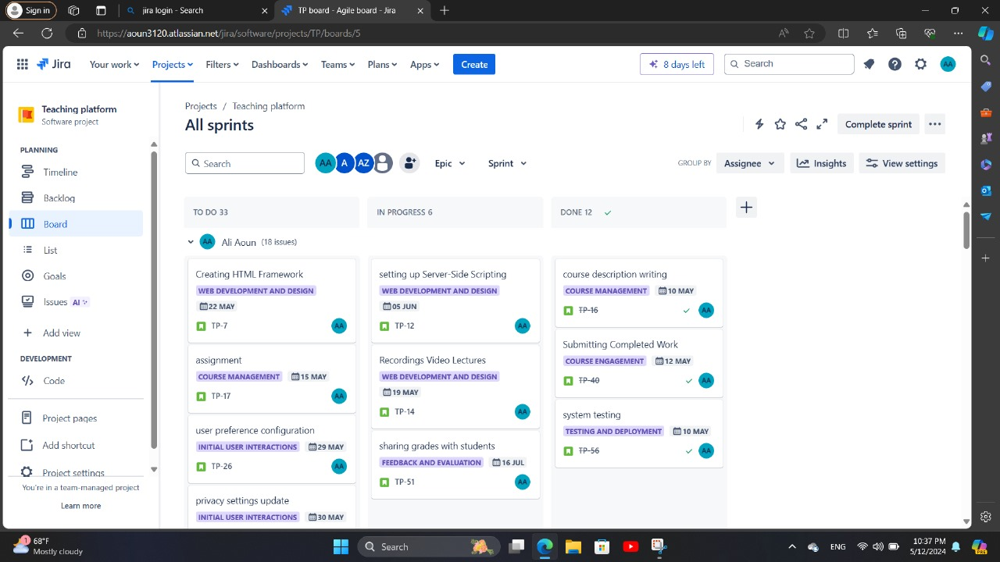 Sign in
jira login - Search
TP board - Agile board - Jira
https://aoun3120.atlassian.net/jira/software/projects/TP/boards/5
Jira
Your work
Projects
Filters
Dashboards
Teams
Plans
Apps
Create
8 days left
Search
AA
Teaching platform
Software project
PLANNING
Timeline
Backlog
Board
List
Goals
Issues AI
Add view
DEVELOPMENT
Code
Project pages
Add shortcut
Project settings
You're in a team-managed project
Learn more
Projects / Teaching platform
All sprints
Complete sprint
Search
AA A AZ
Epic
Sprint
GROUP BY
Assignee
Insights
View settings
TO DO 33
IN PROGRESS 6
DONE 12
AA Ali Aoun (18 issues)
Creating HTML Framework
WEB DEVELOPMENT AND DESIGN
22 MAY
TP-7 AA
assignment
COURSE MANAGEMENT 15 MAY
TP-17 AA
user preference configuration
INITIAL USER INTERACTIONS 29 MAY
TP-26 AA
privacy settings update
INITIAL USER INTERACTIONS 30 MAY
setting up Server-Side Scripting
WEB DEVELOPMENT AND DESIGN
05 JUN
TP-12 AA
Recordings Video Lectures
WEB DEVELOPMENT AND DESIGN
19 MAY
TP-14 AA
sharing grades with students
FEEDBACK AND EVALUATION 16 JUL
TP-51 AA
course description writing
COURSE MANAGEMENT 10 MAY
TP-16 AA
Submitting Completed Work
COURSE ENGAGEMENT 12 MAY
TP-40 AA
system testing
TESTING AND DEPLOYMENT 10 MAY
TP-56 AA
1
68°F
Mostly cloudy
Search
ENG
10:37 PM
5/12/2024
PRE